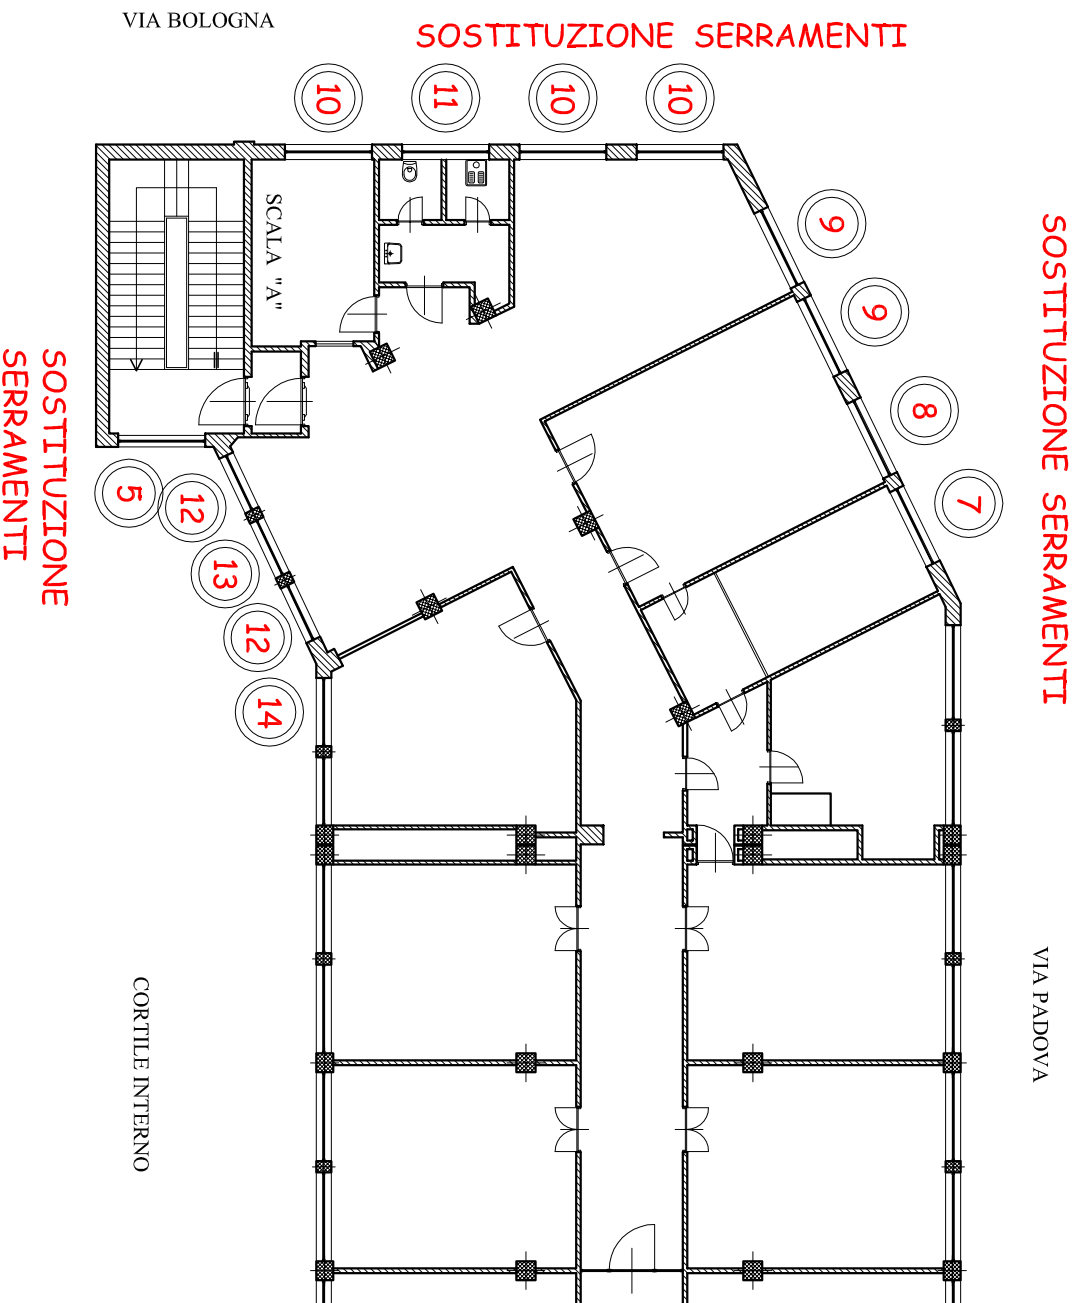 VIA BOLOGNA
SOSTITUZIONE SERRAMENTI
10
11
10
10
9
9
8
7
SOSTITUZIONE SERRAMENTI
SCALA "A"
SOSTITUZIONE
SERRAMENTI
5
12
13
12
14
CORTILE INTERNO
VIA PADOVA